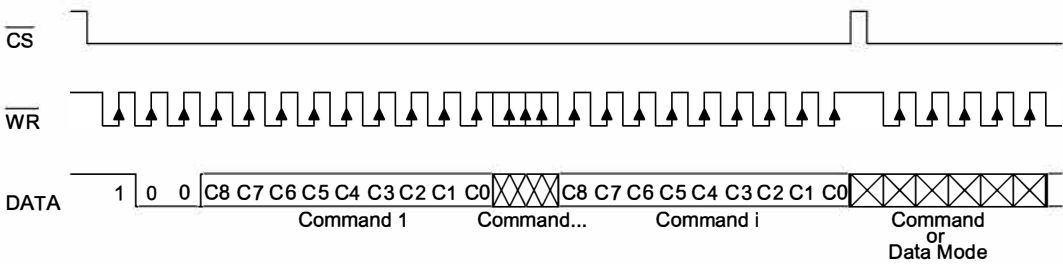 CS
WR
DATA 1 0 0 C8 C7 C6 C5 C4 C3 C2 C1 C0 C8 C7 C6 C5 C4 C3 C2 C1 C0
Command 1 Command... Command i Command
or
Data Mode